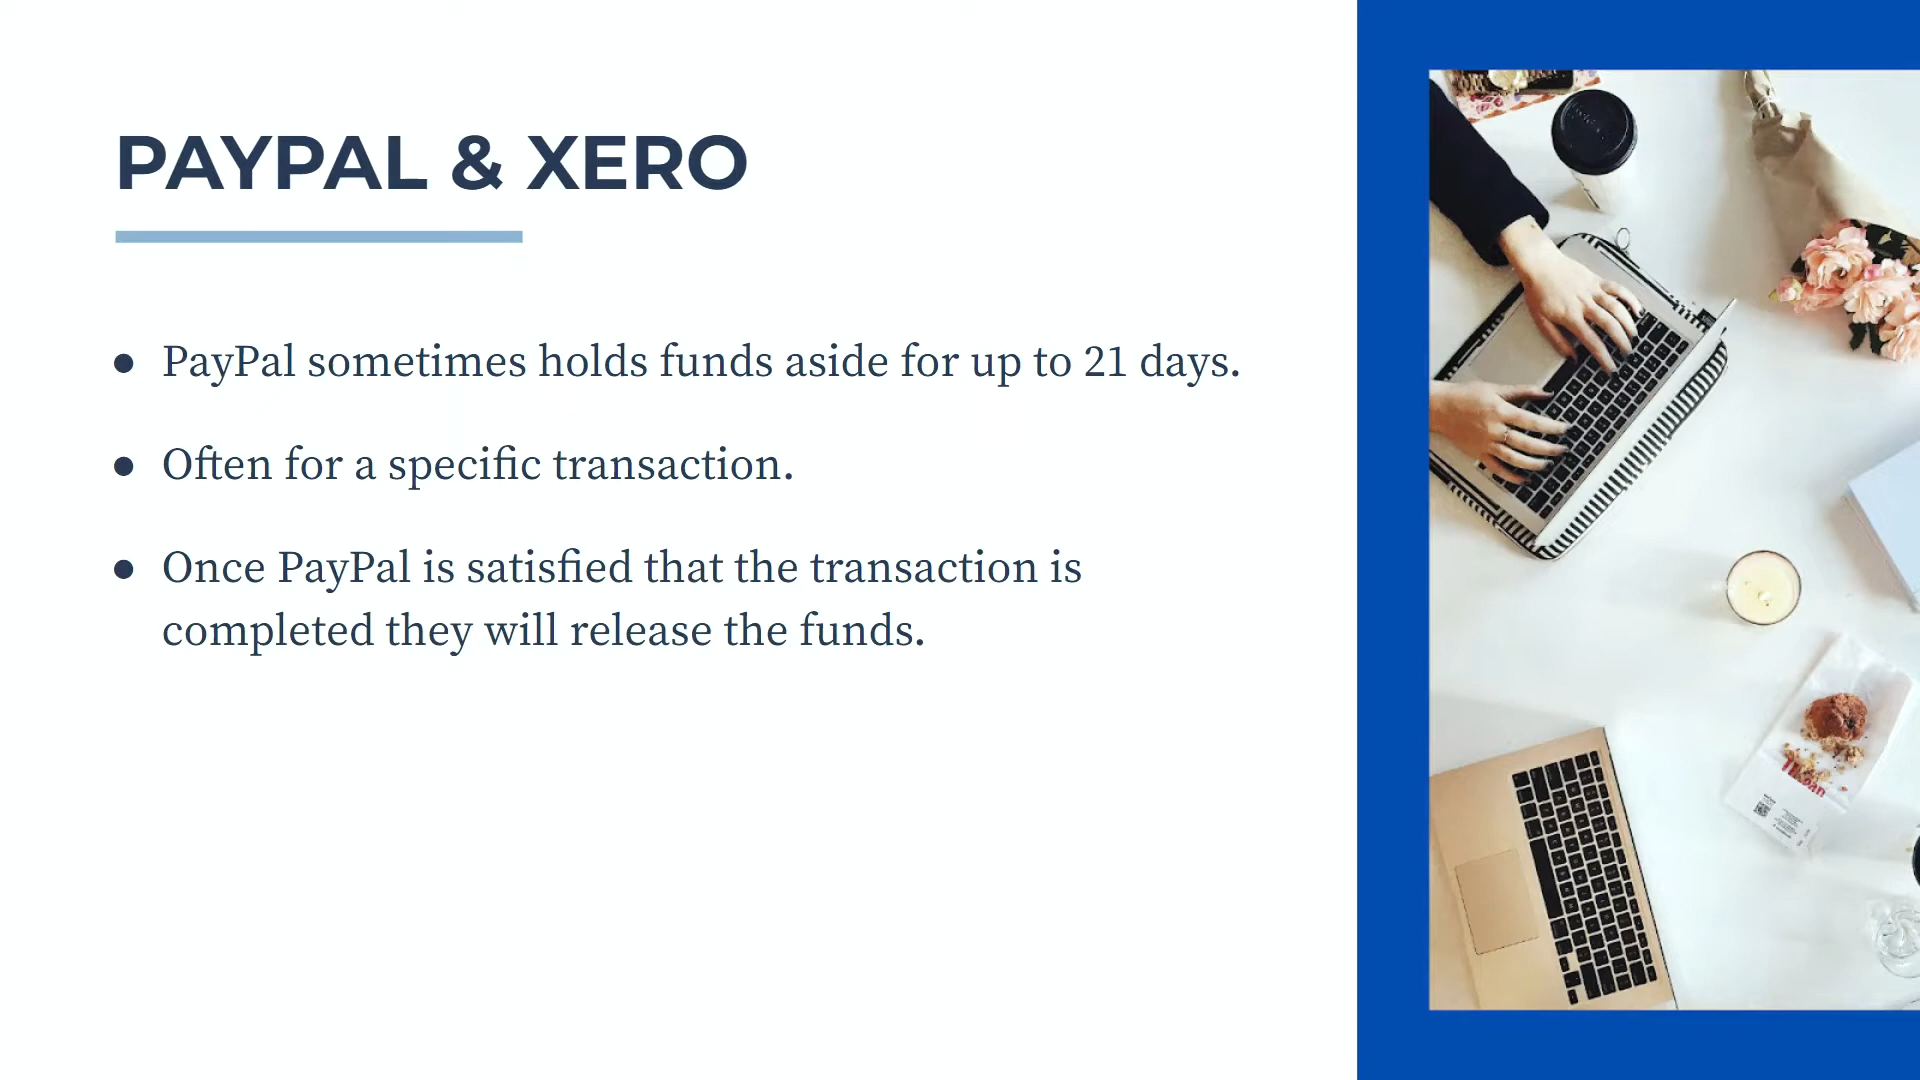 PAYPAL & XERO
● PayPal sometimes holds funds aside for up to 21 days.
● Often for a specific transaction.
● Once PayPal is satisfied that the transaction is
completed they will release the funds.